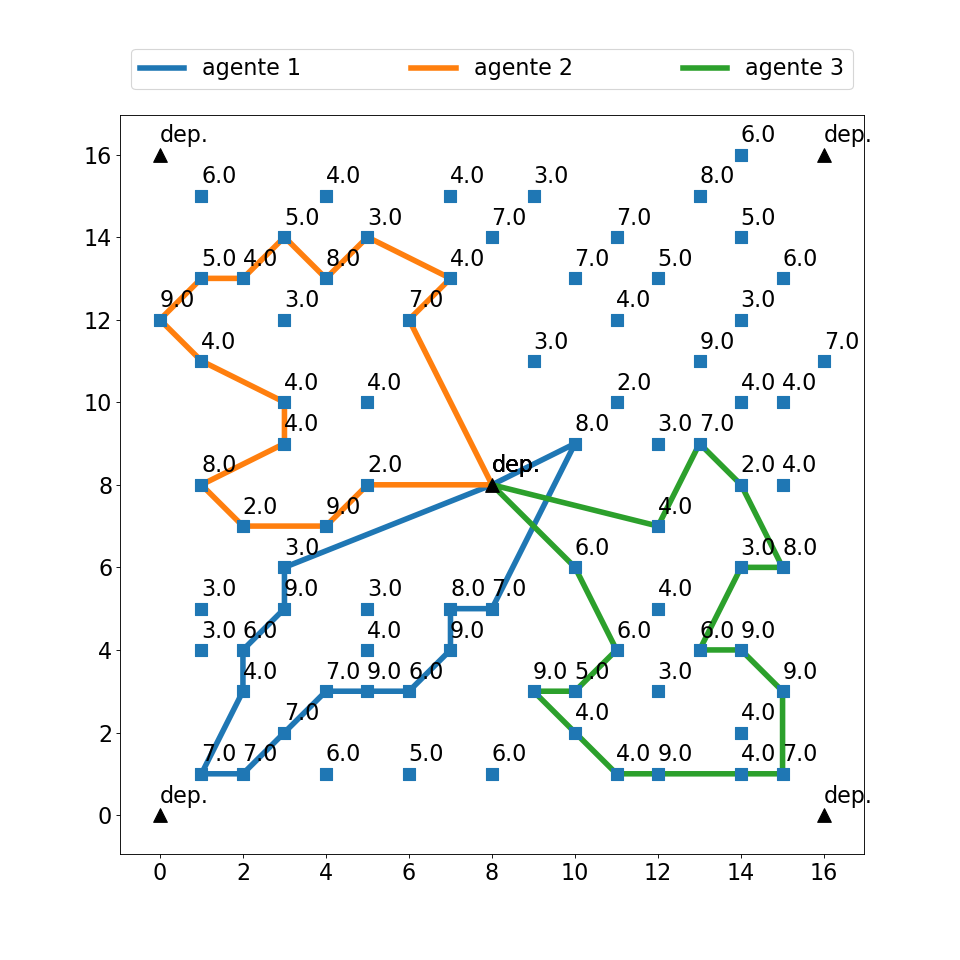 agente 1 agente 2 agente 3
6.0
dep. dep.
16
6.0 4.0 4.0 3.0 8.0
5.0 3.0 7.0 7.0 5.0
14
5.0 4.0 8.0 4.0 7.0 5.0 6.0
9.0 3.0 7.0 4.0 3.0
12
4.0 3.0 9.0 7.0
4.0 4.0 2.0 4.0 4.0
10
4.0 8.0 3.0 7.0
8.0 2.0 dep. dep. 2.0 4.0
8
2.0 9.0 4.0
3.0 6.0 3.0 8.0
6
3.0 9.0 3.0 8.0 7.0 4.0
3.0 6.0 4.0 9.0 6.0 6.0 9.0
4
4.0 7.0 9.0 6.0 9.0 5.0 3.0 9.0
7.0 4.0 4.0
2
7.0 7.0 6.0 5.0 6.0 4.0 9.0 4.0 7.0
dep. dep.
0
0 2 4 6 8 10 12 14 16